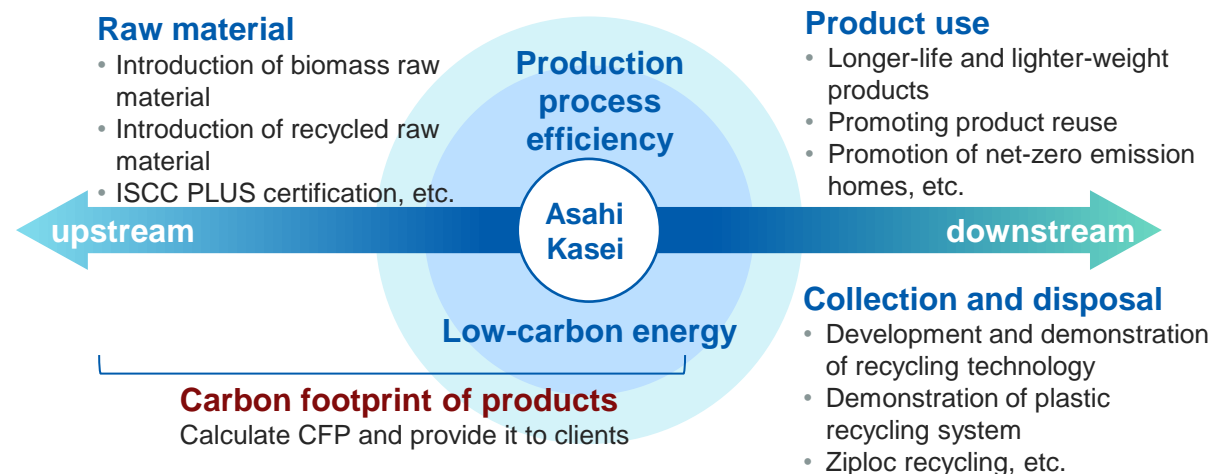 Raw material
• Introduction of biomass raw
material
• Introduction of recycled raw
material
• ISCC PLUS certification, etc.
Production
process
efficiency
Product use
• Longer-life and lighter-weight
products
• Promoting product reuse
• Promotion of net-zero emission
homes, etc.
upstream
Asahi
Kasei
downstream
Low-carbon energy
Carbon footprint of products
Calculate CFP and provide it to clients
Collection and disposal
• Development and demonstration
of recycling technology
• Demonstration of plastic
recycling system
• Ziploc recycling, etc.